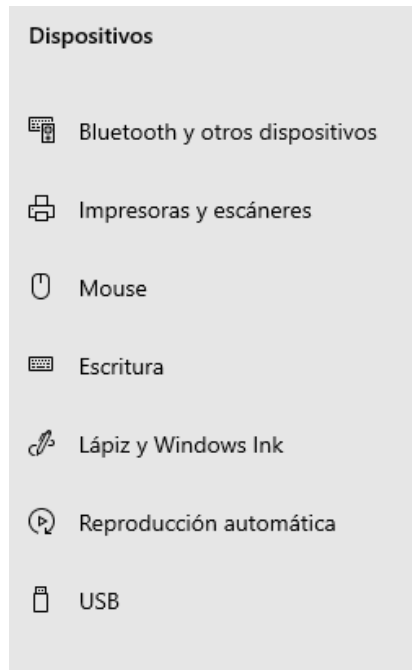 Dispositivos
Bluetooth y otros dispositivos
Impresoras y escáneres
Mouse
Escritura
Lápiz y Windows Ink
Reproducción automática
USB